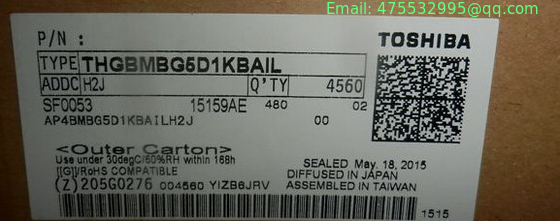 Email: 475532995@qq.com
P/N :
TOSHIBA
TYPE THGBMBG5D1KBAIL
ADDC H2J Q'TY 4560
SF0053 15159AE 480 02
AP4BMBG5D1KBAILH2J 00
<Outer Carton>
Use under 30degC/60%RH within 168h
[[G]]/RoHS COMPATIBLE
SEALED May. 18, 2015
DIFFUSED IN JAPAN
(Z)205G0276 004560 YIZB6JRV ASSEMBLED IN TAIWAN
1515